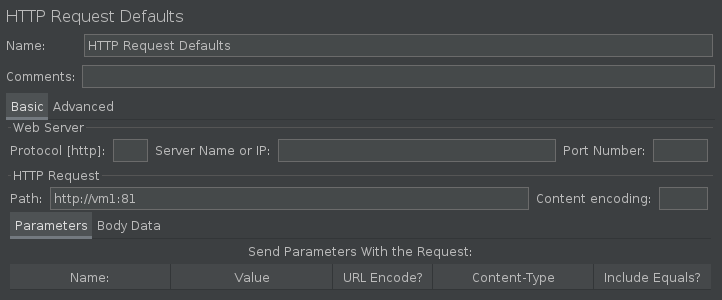 HTTP Request Defaults
Name: HTTP Request Defaults
Comments:
Basic Advanced
Web Server
Protocol [http]: Server Name or IP: Port Number:
HTTP Request
Path: http://vm1:81 Content encoding:
Parameters Body Data
Send Parameters With the Request:
Name: Value URL Encode? Content-Type Include Equals?